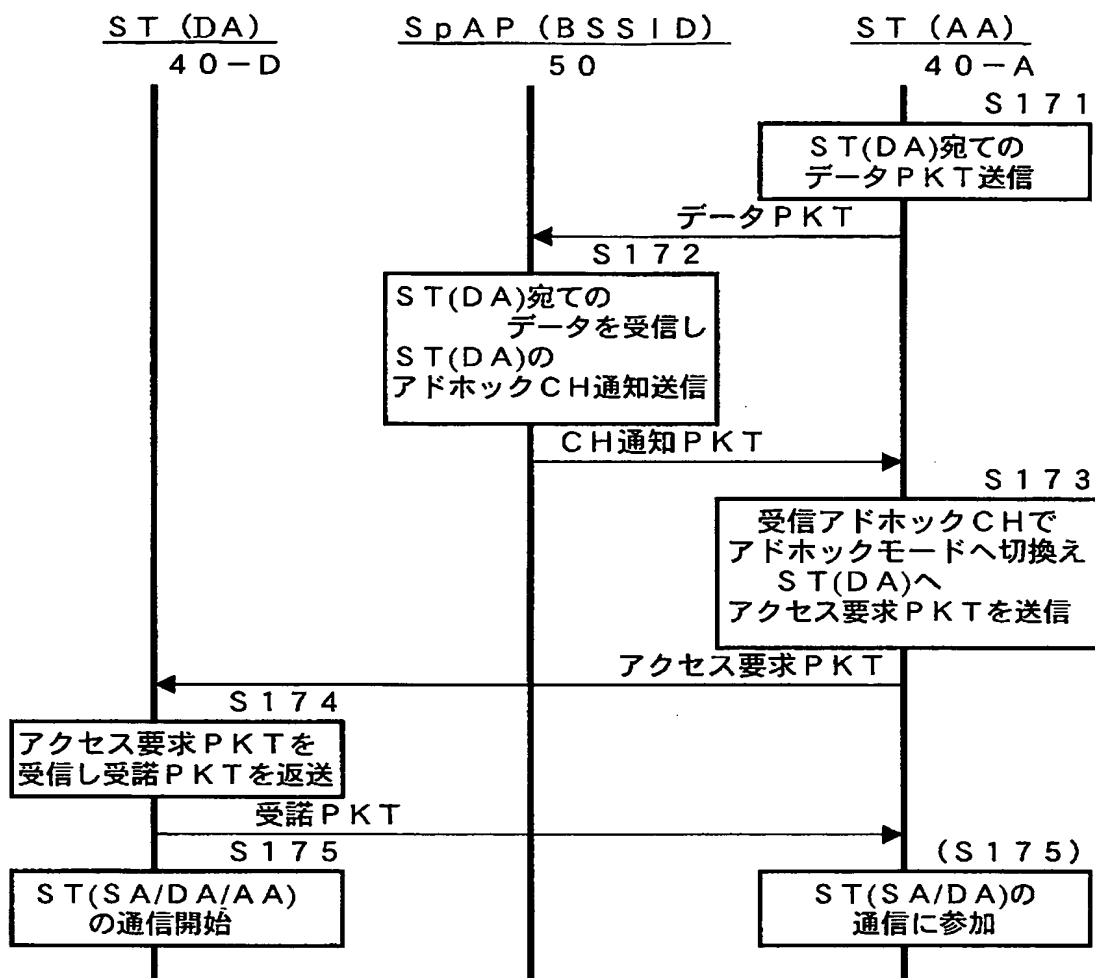 ST(DA)
40-D
SpAP(BSSID)
50
ST(AA)
40-A
S171
ST(DA)宛ての
データPKT送信
データPKT
S172
ST(DA)宛ての
データを受信し
ST(DA)の
アドホックCH通知送信
CH通知PKT
S173
受信アドホックCHで
アドホックモードへ切換え
ST(DA)へ
アクセス要求PKTを送信
アクセス要求PKT
S174
アクセス要求PKTを
受信し受諾PKTを返送
受諾PKT
S175
ST(SA/DA/AA)
の通信開始
(S175)
ST(SA/DA)の
通信に参加